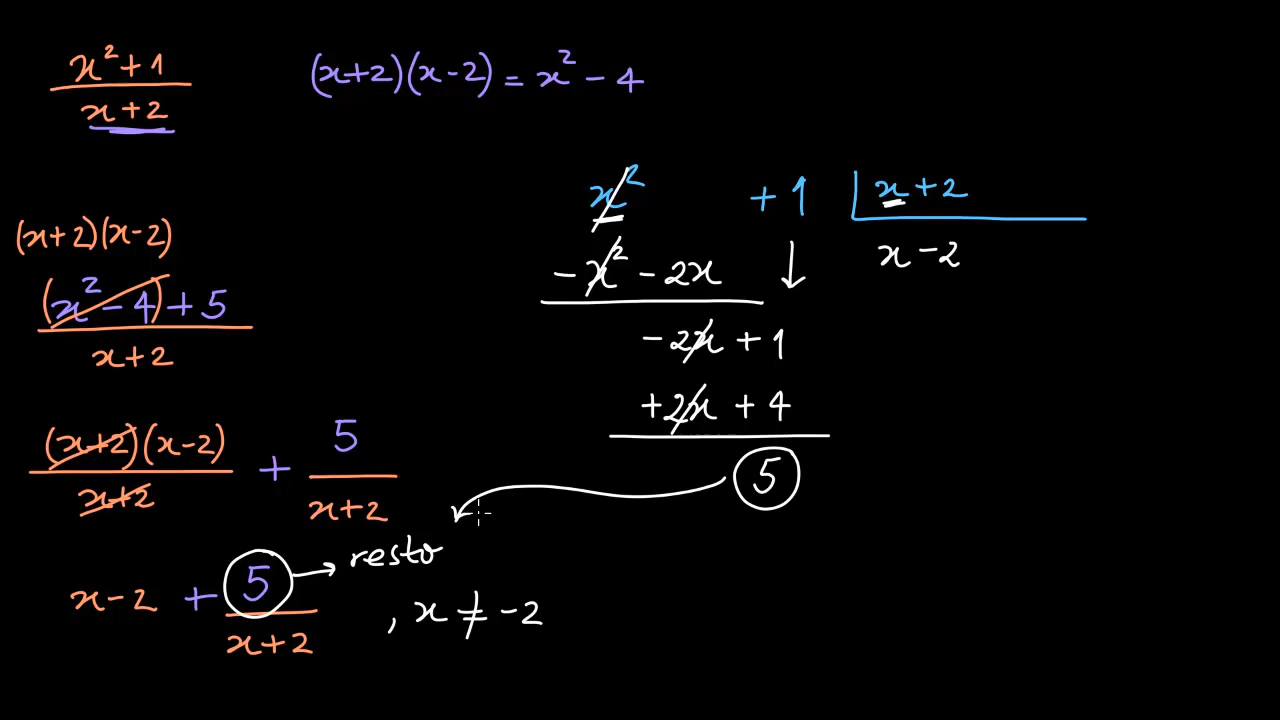 x² + 1
x + 2
(x+2)(x-2) = x² - 4
(x+2)(x-2)
(x² - 4) + 5
x+2
(x+2)(x-2) + 5
x+2 x+2
x-2 + 5 → resto
x+2 , x ≠ -2
x² + 1 x + 2
- x² - 2x ↓ x - 2
- 2x + 1
+ 2x + 4
5